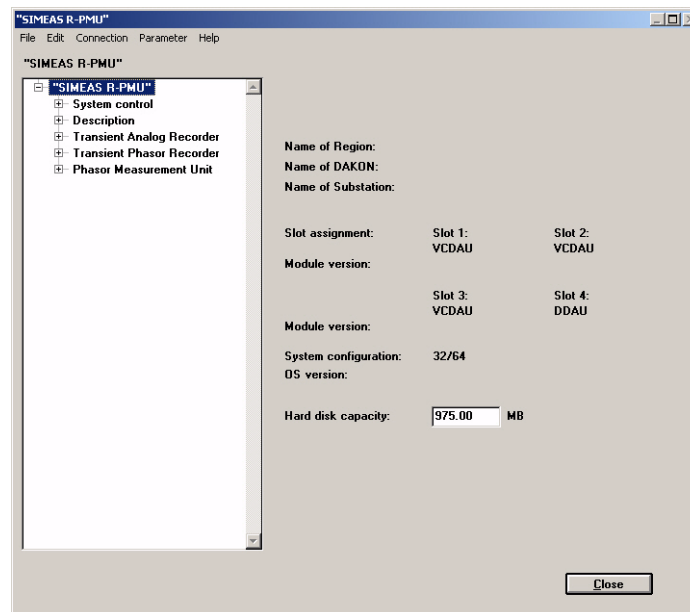 "SIMEAS R-PMU"
File Edit Connection Parameter Help
"SIMEAS R-PMU"
"SIMEAS R-PMU"
System control
Description
Transient Analog Recorder
Transient Phasor Recorder
Phasor Measurement Unit
Name of Region:
Name of DAKON:
Name of Substation:
Slot assignment: Slot 1: Slot 2:
VCDAU VCDAU
Module version:
Slot 3: Slot 4:
VCDAU DDAU
Module version:
System configuration: 32/64
OS version:
Hard disk capacity: 975.00 MB
Close